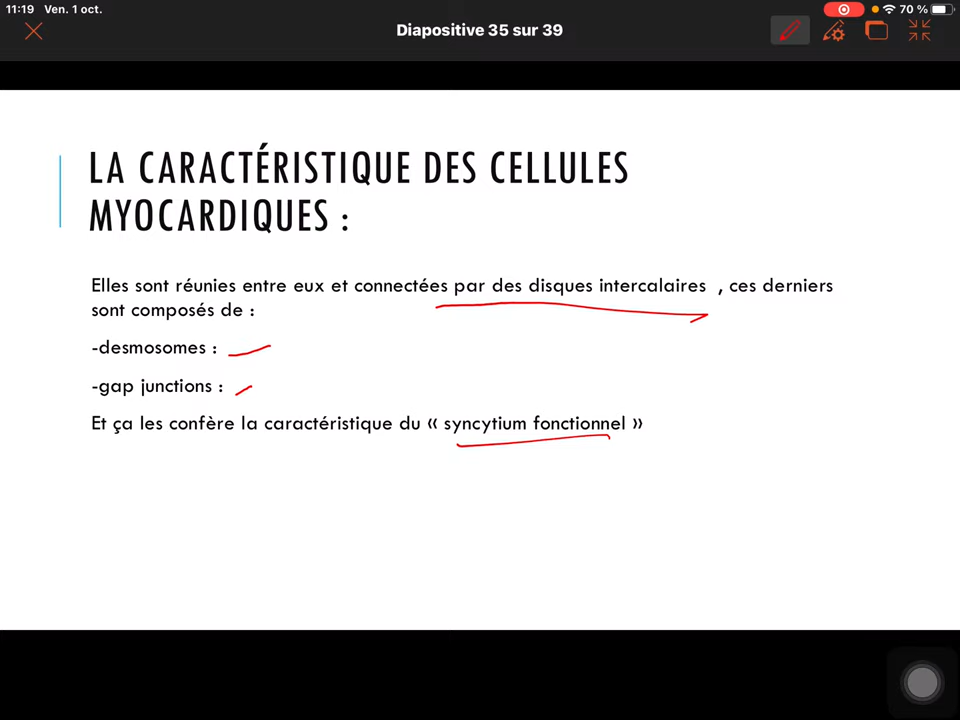 11:19 Ven. 1 oct.
70 %
Diapositive 35 sur 39
LA CARACTÉRISTIQUE DES CELLULES
MYOCARDIQUES :
Elles sont réunies entre eux et connectées par des disques intercalaires , ces derniers
sont composés de :
-desmosomes :
-gap junctions :
Et ça les confère la caractéristique du « syncytium fonctionnel »